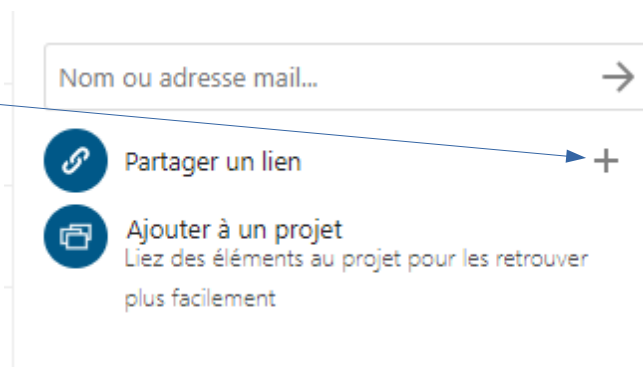 Nom ou adresse mail...
Partager un lien
Ajouter à un projet
Liez des éléments au projet pour les retrouver
plus facilement